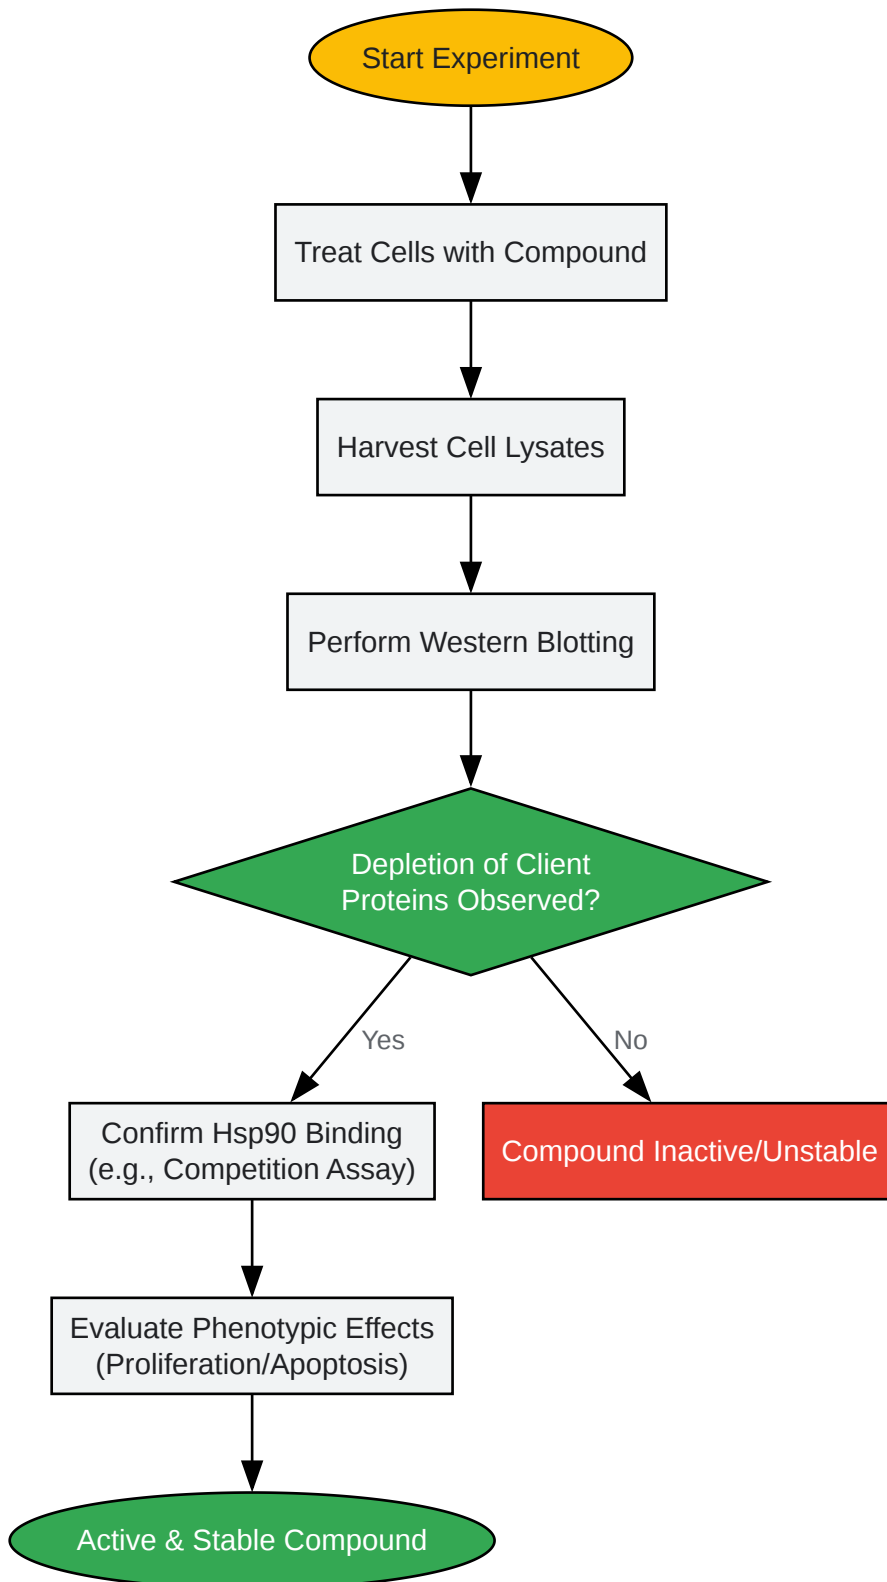 Start Experiment
Treat Cells with Compound
Harvest Cell Lysates
Perform Western Blotting
Depletion of Client
Proteins Observed?
Yes
No
Confirm Hsp90 Binding
(e.g., Competition Assay)
Compound Inactive/Unstable
Evaluate Phenotypic Effects
(Proliferation/Apoptosis)
Active & Stable Compound